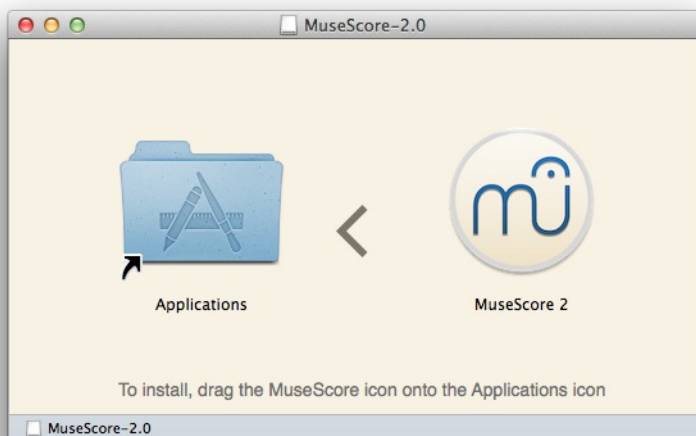 MuseScore-2.0
Applications
MuseScore 2
To install, drag the MuseScore icon onto the Applications icon
MuseScore-2.0